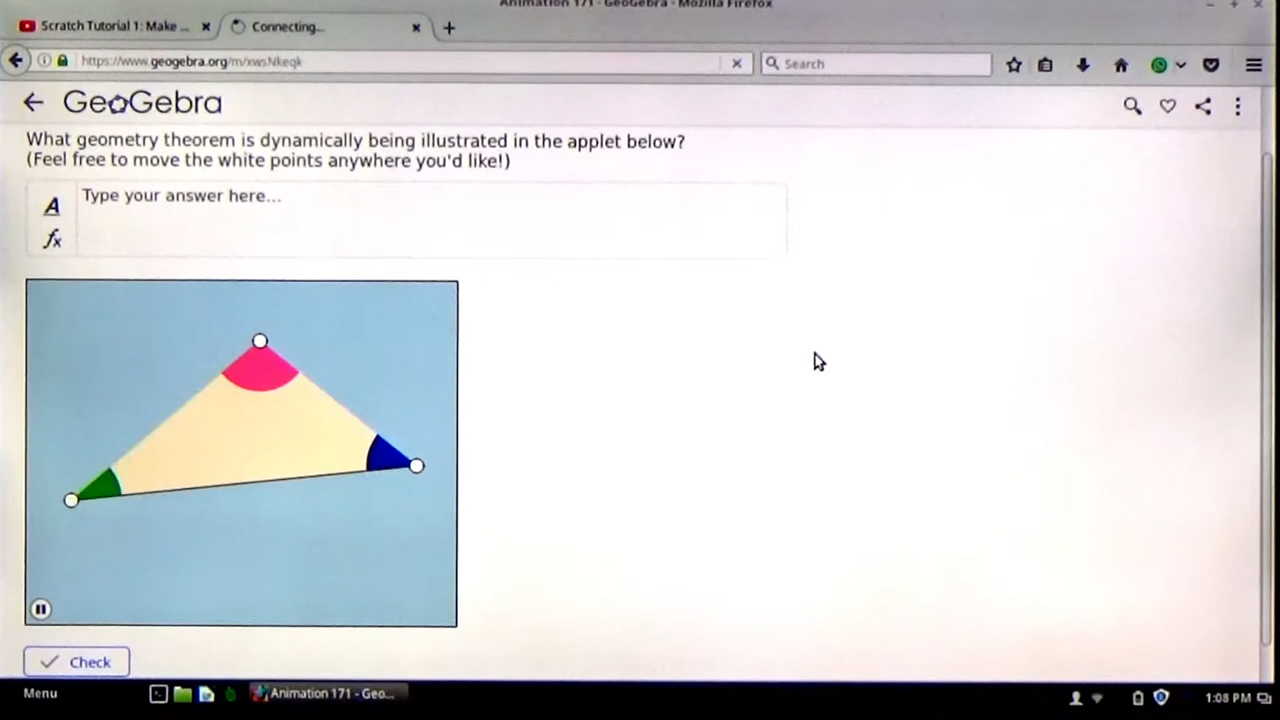 Animation 171 - GeoGebra - Mozilla Firefox
Scratch Tutorial 1: Make ...
Connecting...
https://www.geogebra.org/m/xwsNkeqk
Search
GeoGebra
What geometry theorem is dynamically being illustrated in the applet below?
(Feel free to move the white points anywhere you'd like!)
A
Type your answer here...
fx
Check
Menu
Animation 171 - Geo...
1:08 PM